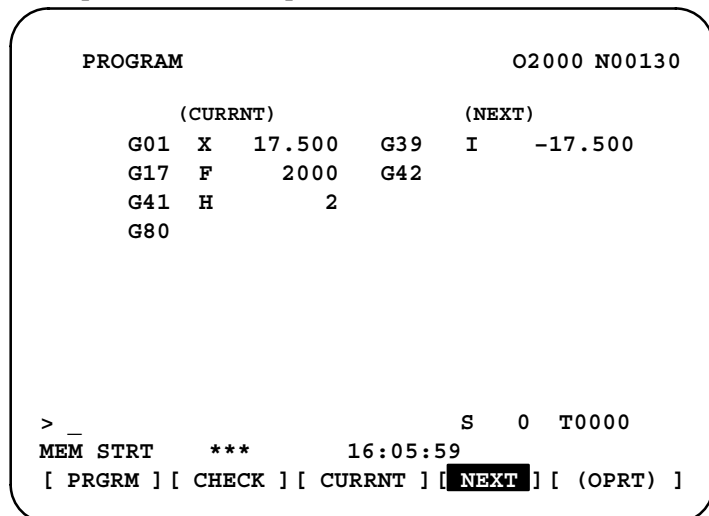 PROGRAM O2000 N00130
(CURRNT) (NEXT)
G01 X 17.500 G39 I -17.500
G17 F 2000 G42
G41 H 2
G80
> _ S 0 T0000
MEM STRT *** 16:05:59
[ PRGRM ] [ CHECK ] [ CURRNT ] [ NEXT ] [ (OPRT) ]